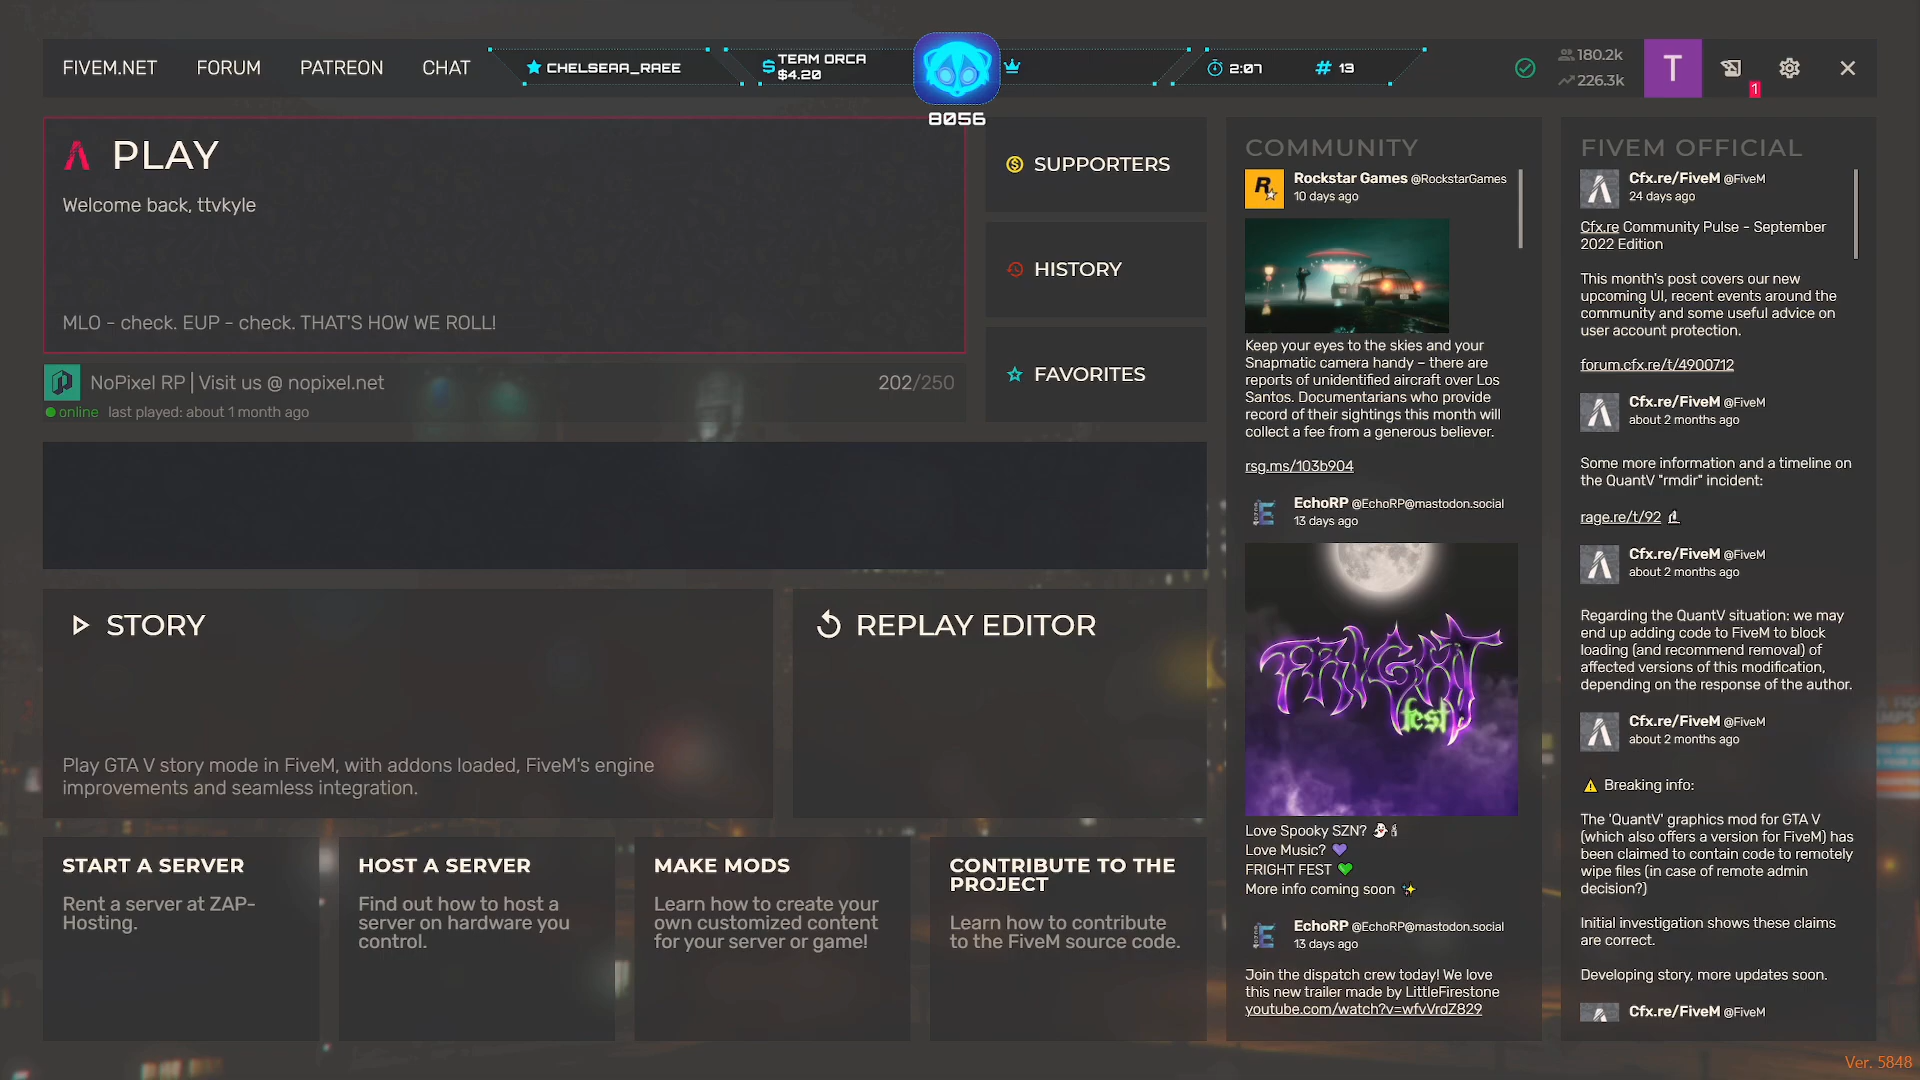 FIVEM.NET
FORUM
PATREON
CHAT
CHELSEAA_RAEE
TEAM ORCA
$4.20
8056
2:07
# 13
180.2k
226.3k
T
1
PLAY
Welcome back, ttvkyle
MLO - check. EUP - check. THAT'S HOW WE ROLL!
NoPixel RP | Visit us @ nopixel.net
202/250
online last played: about 1 month ago
SUPPORTERS
HISTORY
FAVORITES
STORY
Play GTA V story mode in FiveM, with addons loaded, FiveM's engine
improvements and seamless integration.
REPLAY EDITOR
START A SERVER
Rent a server at ZAP-
Hosting.
HOST A SERVER
Find out how to host a
server on hardware you
control.
MAKE MODS
Learn how to create your
own customized content
for your server or game!
CONTRIBUTE TO THE
PROJECT
Learn how to contribute
to the FiveM source code.
COMMUNITY
Rockstar Games @RockstarGames
10 days ago
Keep your eyes to the skies and your
Snapmatic camera handy – there are
reports of unidentified aircraft over Los
Santos. Documentarians who provide
record of their sightings this month will
collect a fee from a generous believer.
rsg.ms/103b904
EchoRP @EchoRP@mastodon.social
13 days ago
FRIGHT
fest
Love Spooky SZN? 👻🕯
Love Music? 💜
FRIGHT FEST 💚
More info coming soon ✨
EchoRP @EchoRP@mastodon.social
13 days ago
Join the dispatch crew today! We love
this new trailer made by LittleFirestone
youtube.com/watch?v=wfvVrdZ829
FIVEM OFFICIAL
Cfx.re/FiveM @FiveM
24 days ago
Cfx.re Community Pulse - September
2022 Edition
This month's post covers our new
upcoming UI, recent events around the
community and some useful advice on
user account protection.
forum.cfx.re/t/4900712
Cfx.re/FiveM @FiveM
about 2 months ago
Some more information and a timeline on
the QuantV "rmdir" incident:
rage.re/t/92
Cfx.re/FiveM @FiveM
about 2 months ago
Regarding the QuantV situation: we may
end up adding code to FiveM to block
loading (and recommend removal) of
affected versions of this modification,
depending on the response of the author.
Cfx.re/FiveM @FiveM
about 2 months ago
⚠ Breaking info:
The 'QuantV' graphics mod for GTA V
(which also offers a version for FiveM) has
been claimed to contain code to remotely
wipe files (in case of remote admin
decision?)
Initial investigation shows these claims
are correct.
Developing story, more updates soon.
Cfx.re/FiveM @FiveM
Ver. 5848